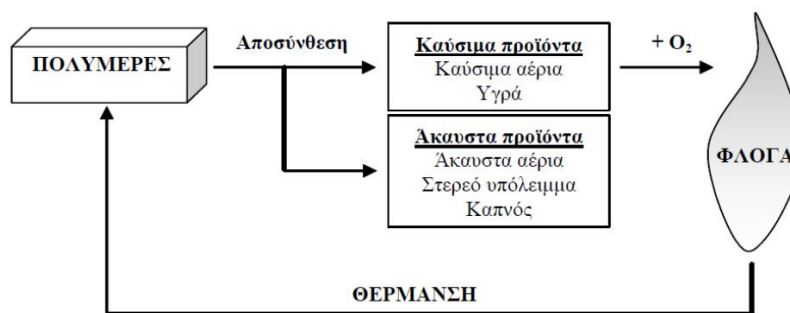 ΠΟΛΥΜΕΡΕΣ
Αποσύνθεση
Καύσιμα προϊόντα
Καύσιμα αέρια
Υγρά
+ O₂
Άκαυστα προϊόντα
Άκαυστα αέρια
Στερεό υπόλειμμα
Καπνός
ΦΛΟΓΑ
ΘΕΡΜΑΝΣΗ